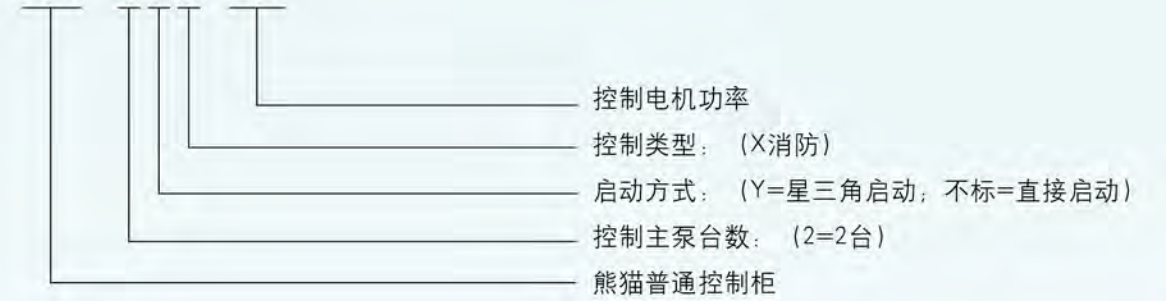 控制电机功率
控制类型：（X消防）
启动方式：（Y=星三角启动；不标=直接启动）
控制主泵台数：（2=2台）
熊猫普通控制柜